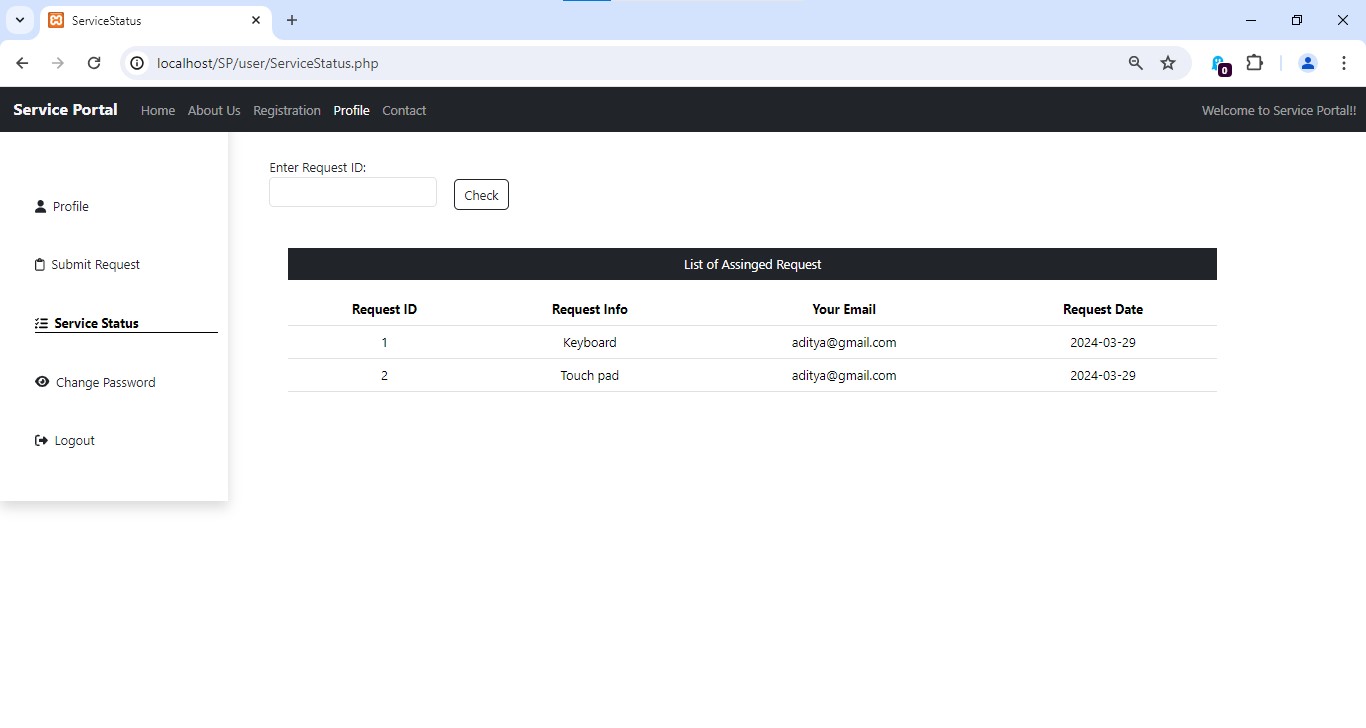 ServiceStatus
localhost/SP/user/ServiceStatus.php
0
Service Portal Home About Us Registration Profile Contact Welcome to Service Portal!!
Profile
Submit Request
Service Status
Change Password
Logout
Enter Request ID:
Check
List of Assinged Request
Request ID Request Info Your Email Request Date
1 Keyboard aditya@gmail.com 2024-03-29
2 Touch pad aditya@gmail.com 2024-03-29